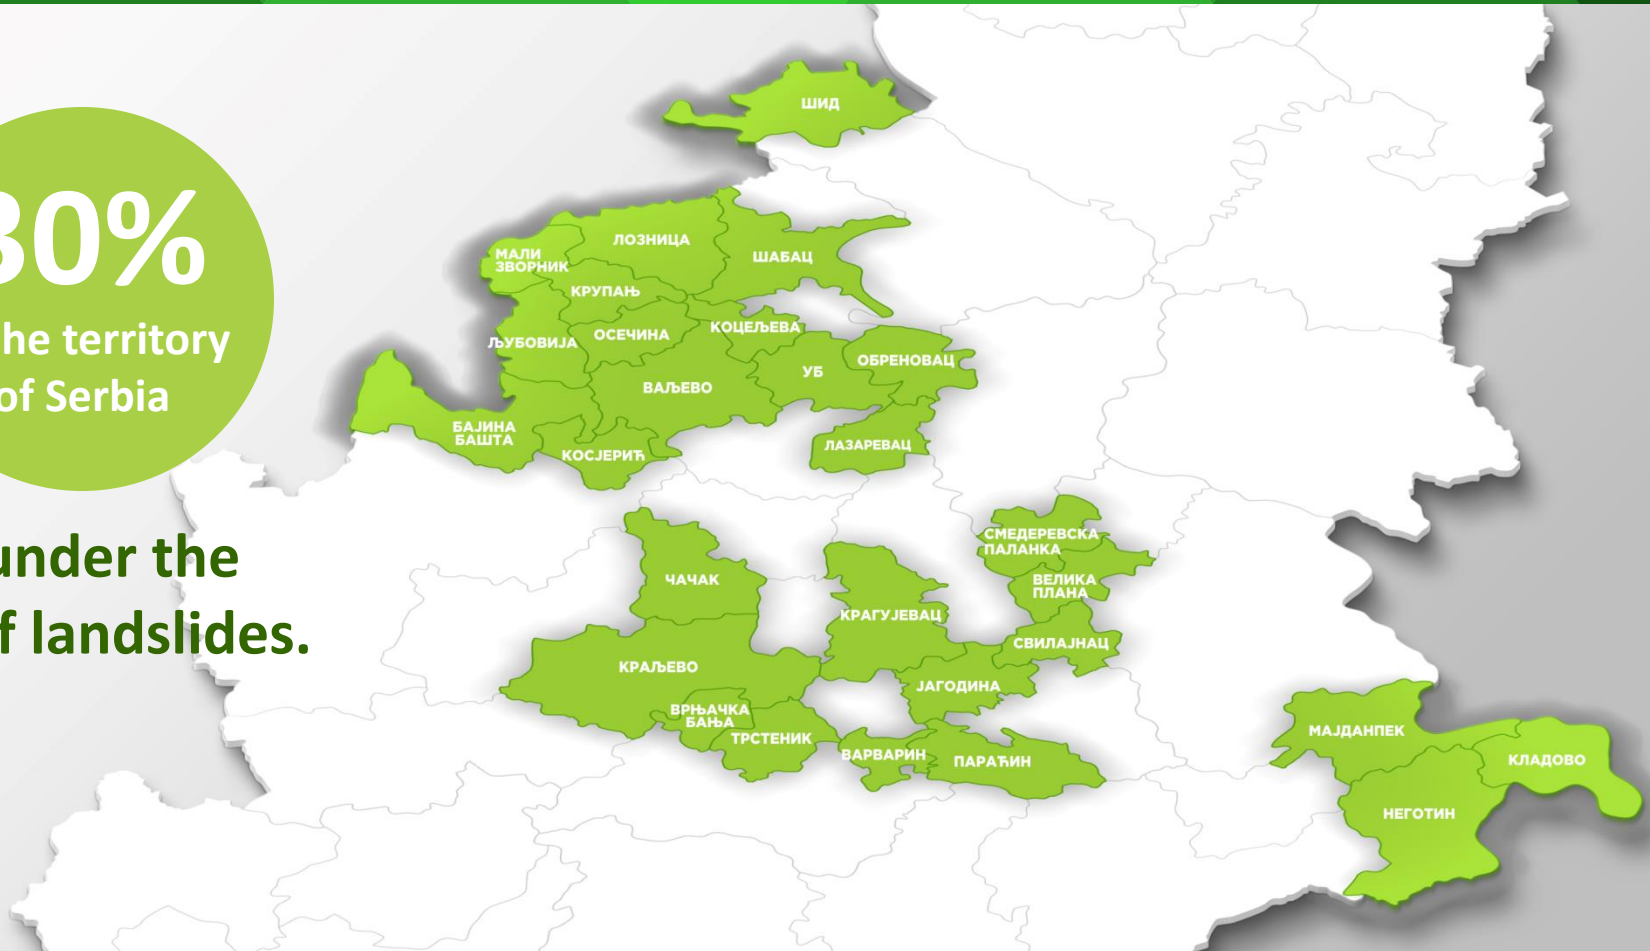 30%
he territory
of Serbia
under the
f landslides.
ШИД
ЛОЗНИЦА
МАЛИ
ЗВОРНИК
ШАБАЦ
КРУПАЊ
ОСЕЧИНА
КОЦЕЉЕВА
ЉУБОВИЈА
ОБРЕНОВАЦ
УБ
ВАЉЕВО
БАЈИНА
БАШТА
КОСЈЕРИЋ
ЛАЗАРЕВАЦ
СМЕДЕРЕВСКА
ПАЛАНКА
ЧАЧАК
ВЕЛИКА
ПЛАНА
КРАГУЈЕВАЦ
СВИЛАЈНАЦ
КРАЉЕВО
ЈАГОДИНА
ВРЊАЧКА
БАЊА
ТРСТЕНИК
ВАРВАРИН
ПАРАЋИН
МАЈДАНПЕК
КЛАДОВО
НЕГОТИН